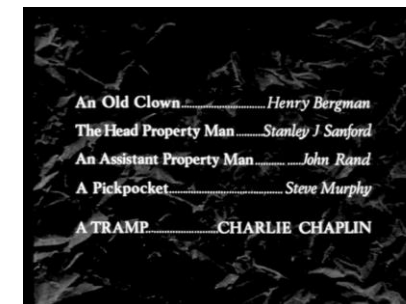 An Old Clown..............................Henry Bergman
The Head Property Man.........Stanley J Sanford
An Assistant Property Man......... .....John Rand
A Pickpocket................................ Steve Murphy
A TRAMP....................CHARLIE CHAPLIN